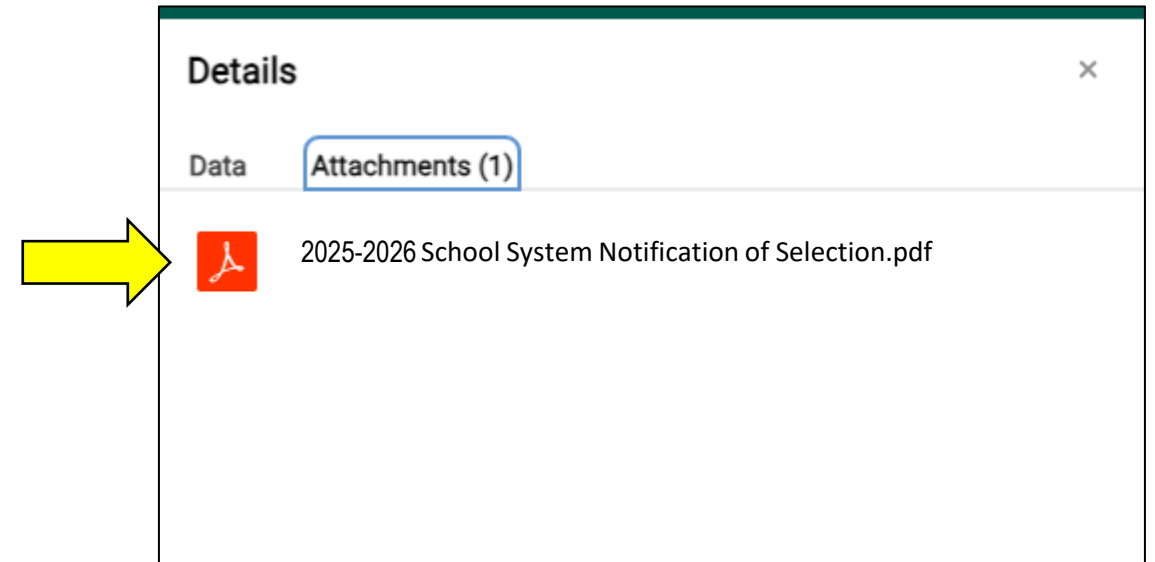 Details
×
Data
Attachments (1)
2025-2026 School System Notification of Selection.pdf